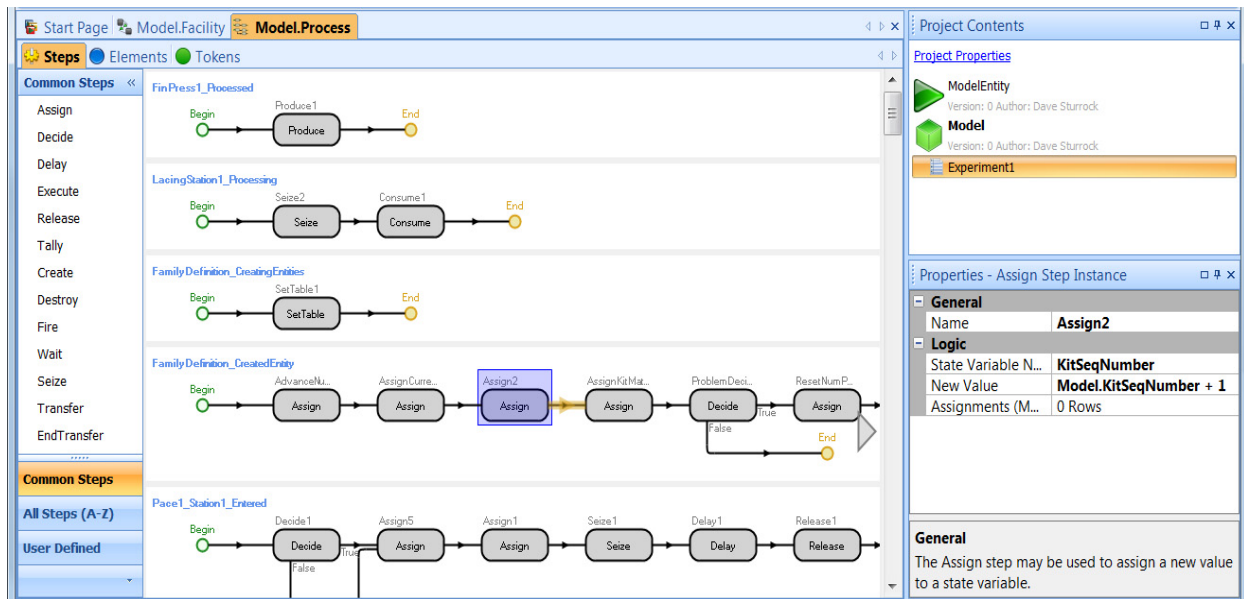 Start Page Model.Facility Model.Process
Steps Elements Tokens
Common Steps «
Assign
Decide
Delay
Execute
Release
Tally
Create
Destroy
Fire
Wait
Seize
Transfer
EndTransfer
Common Steps
All Steps (A-Z)
User Defined
FinPress1_Processed
Begin Produce1 End
Produce
LacingStation1_Processing
Begin Seize2 Consume1 End
Seize Consume
FamilyDefinition_CreatingEntities
Begin SetTable1 End
SetTable
FamilyDefinition_CreatedEntity
Begin AdvanceNu... AssignCurre... Assign2 AssignKitMat... ProblemDeci... ResetNumP...
Assign Assign Assign Assign Decide Assign
True
False
End
Pace1_Station1_Entered
Begin Decide1 Assign5 Assign1 Seize1 Delay1 Release1
Decide Assign Assign Seize Delay Release
True
False
Project Contents
Project Properties
ModelEntity
Version: 0 Author: Dave Sturrock
Model
Version: 0 Author: Dave Sturrock
Experiment1
Properties - Assign Step Instance
General
Name Assign2
Logic
State Variable N... KitSeqNumber
New Value Model.KitSeqNumber + 1
Assignments (M... 0 Rows
General
The Assign step may be used to assign a new value
to a state variable.